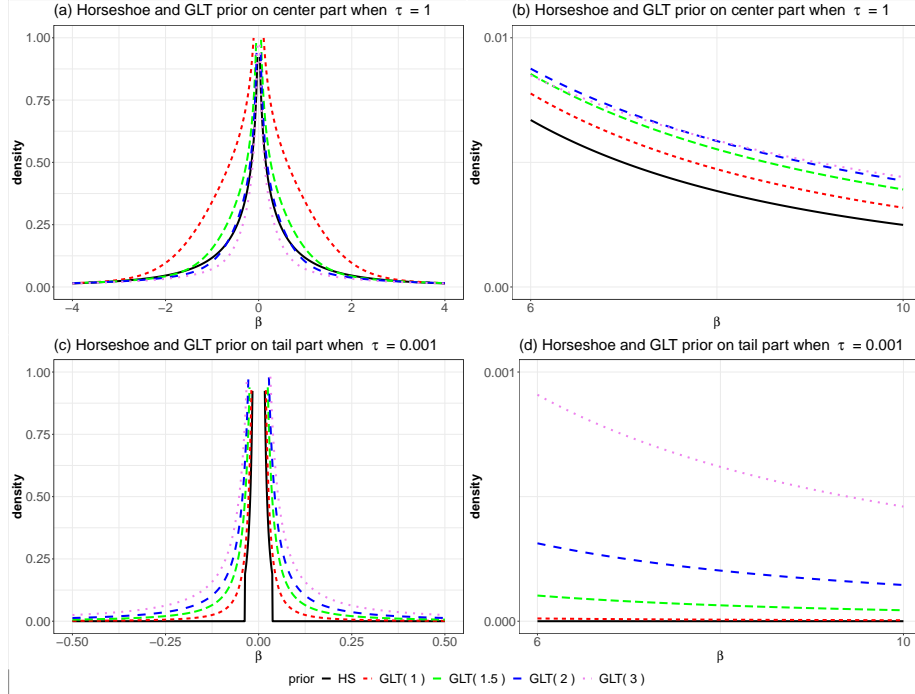 (a) Horseshoe and GLT prior on center part when τ = 1
1.00
0.75
0.50
0.25
0.00
density
−4
−2
0
2
4
β
(b) Horseshoe and GLT prior on center part when τ = 1
0.01
0.00
density
6
10
β
(c) Horseshoe and GLT prior on tail part when τ = 0.001
1.00
0.75
0.50
0.25
0.00
density
−0.50
−0.25
0.00
0.25
0.50
β
(d) Horseshoe and GLT prior on tail part when τ = 0.001
0.001
0.000
density
6
10
β
prior HS GLT( 1 ) GLT( 1.5 ) GLT( 2 ) GLT( 3 )